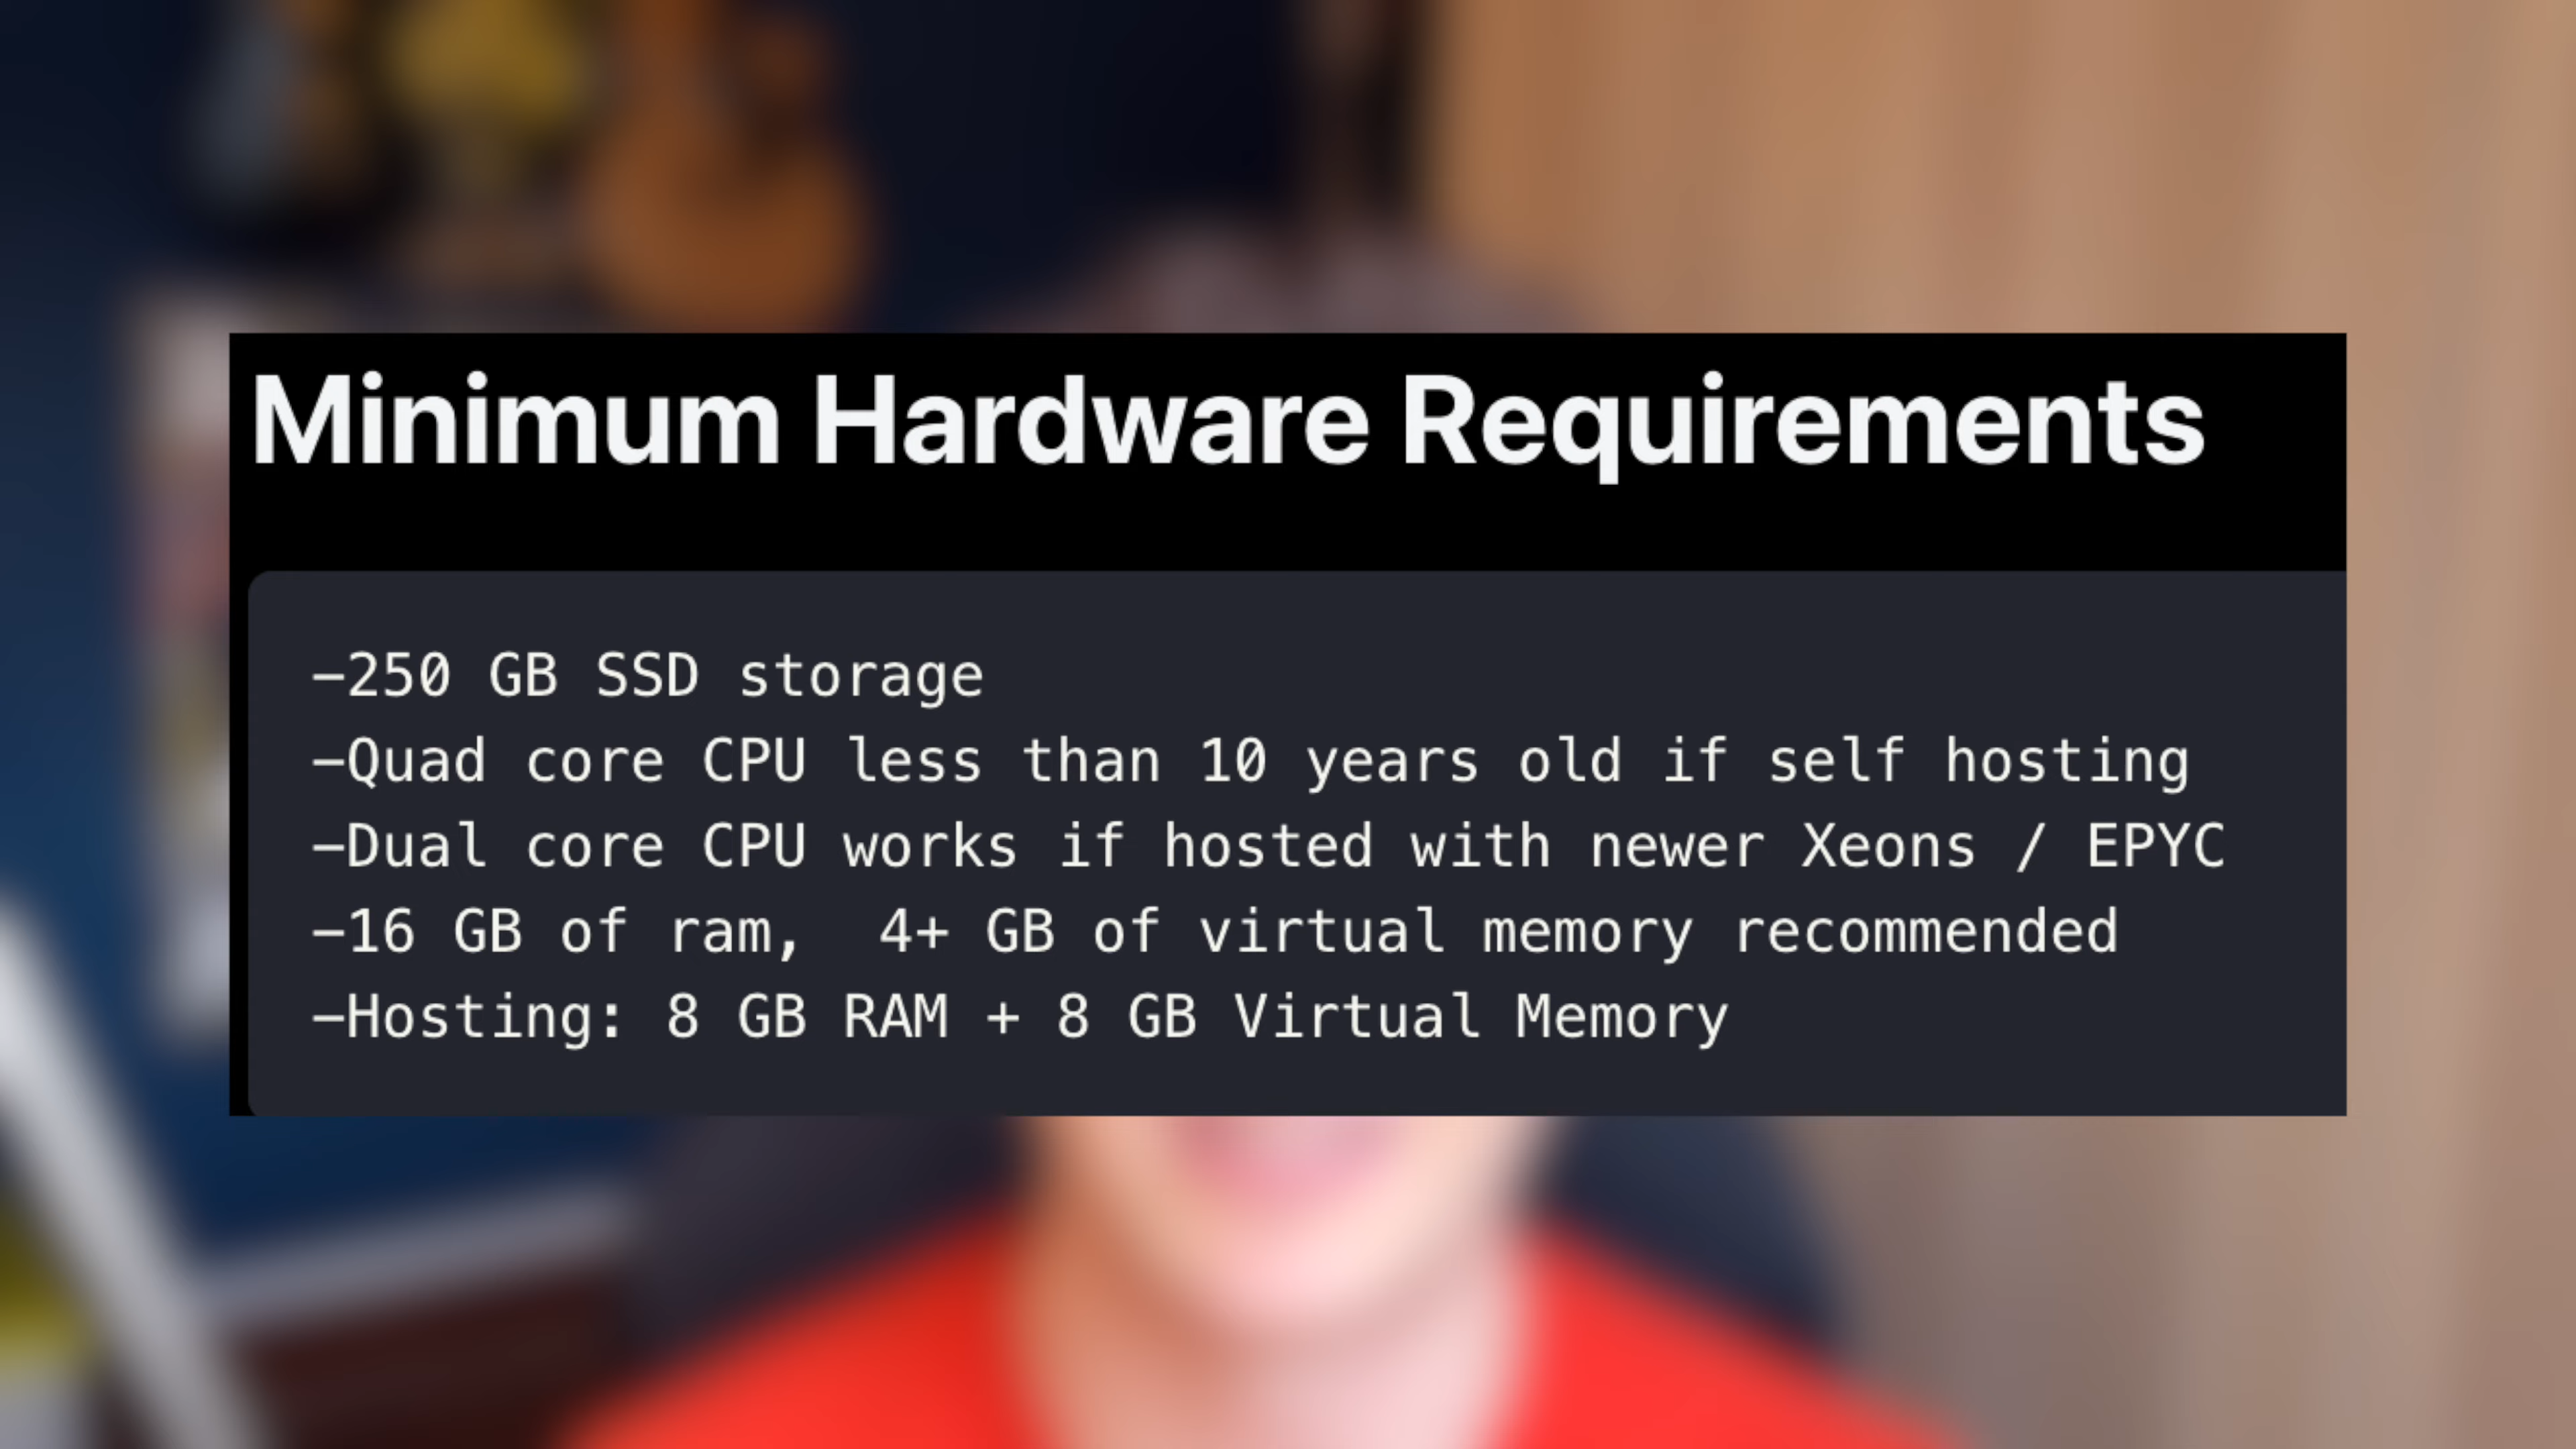 Minimum Hardware Requirements
-250 GB SSD storage
-Quad core CPU less than 10 years old if self hosting
-Dual core CPU works if hosted with newer Xeons / EPYC
-16 GB of ram,  4+ GB of virtual memory recommended
-Hosting: 8 GB RAM + 8 GB Virtual Memory